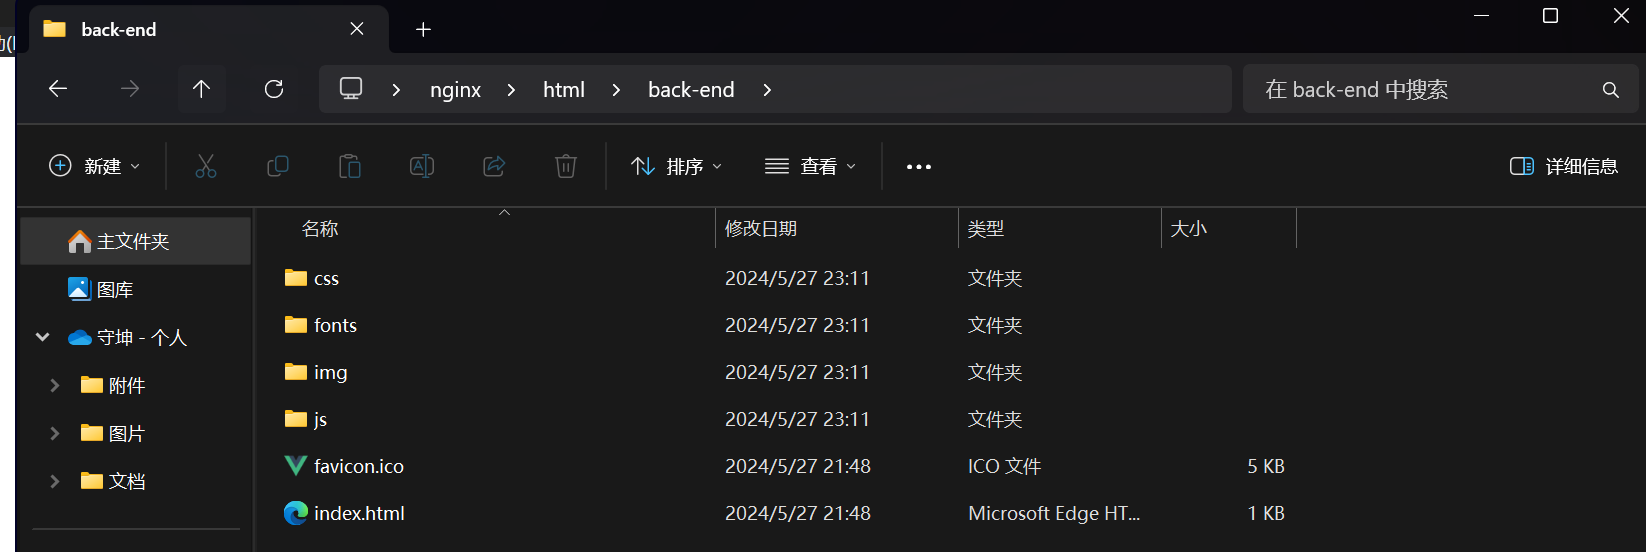 back-end
nginx > html > back-end >
在 back-end 中搜索
新建
排序
查看
详细信息
名称 修改日期 类型 大小
主文件夹
图库
守坤 - 个人
附件
图片
文档
css 2024/5/27 23:11 文件夹
fonts 2024/5/27 23:11 文件夹
img 2024/5/27 23:11 文件夹
js 2024/5/27 23:11 文件夹
favicon.ico 2024/5/27 21:48 ICO 文件 5 KB
index.html 2024/5/27 21:48 Microsoft Edge HT... 1 KB